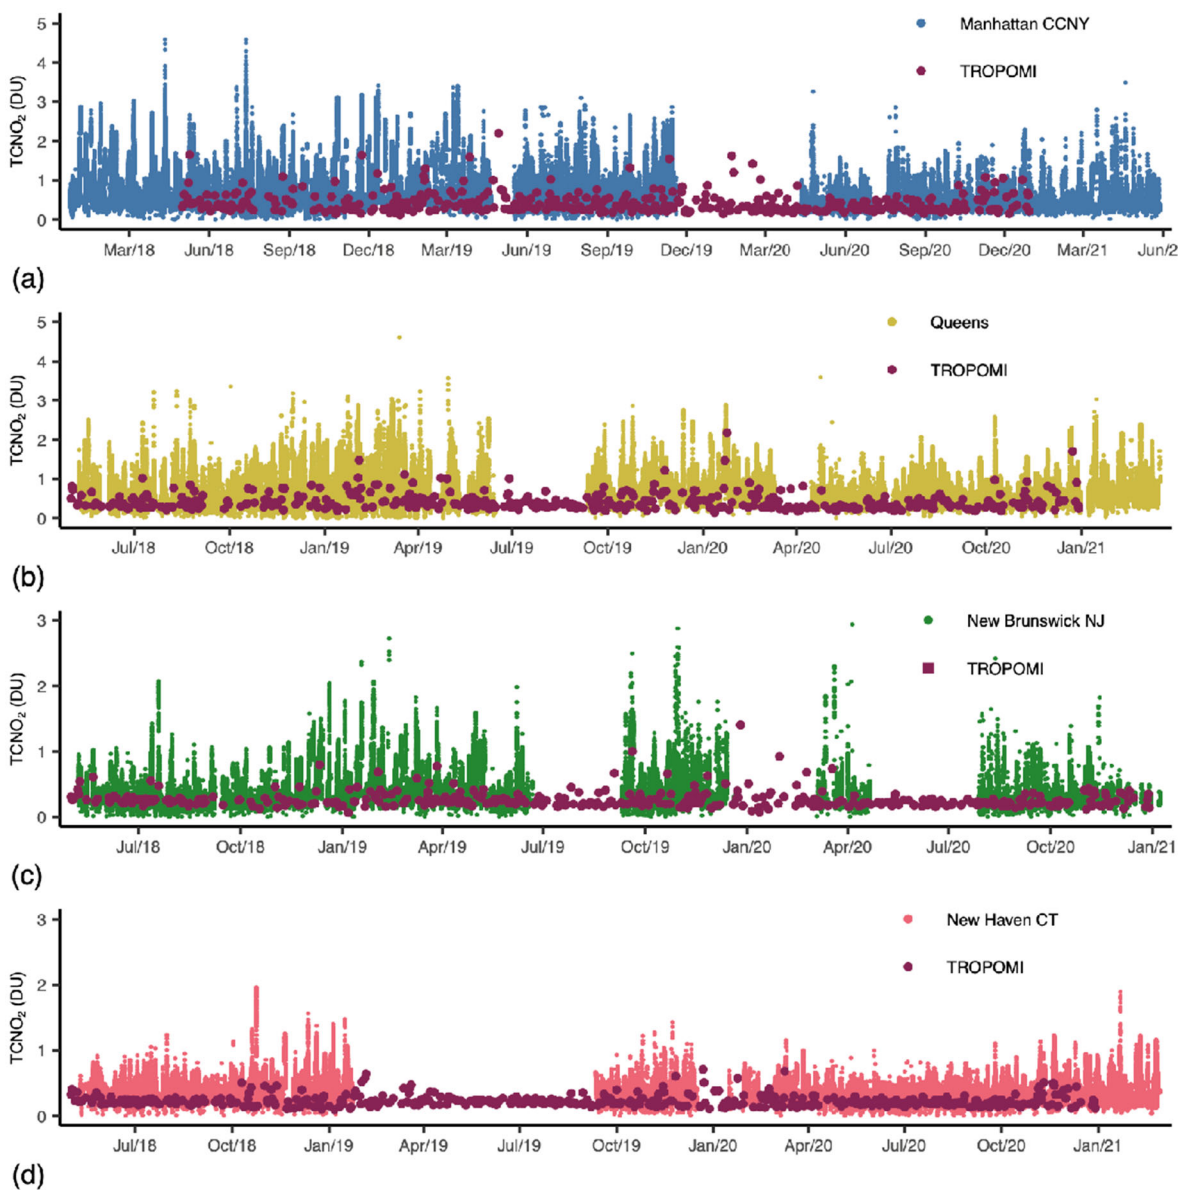 5 Manhattan CCNY
4 TROPOMI
3
2
1
0
TCNO₂ (DU)
Mar/18 Jun/18 Sep/18 Dec/18 Mar/19 Jun/19 Sep/19 Dec/19 Mar/20 Jun/20 Sep/20 Dec/20 Mar/21 Jun/2
(a)
5 Queens
4 TROPOMI
3
2
1
0
TCNO₂ (DU)
Jul/18 Oct/18 Jan/19 Apr/19 Jul/19 Oct/19 Jan/20 Apr/20 Jul/20 Oct/20 Jan/21
(b)
3 New Brunswick NJ
TROPOMI
2
1
0
TCNO₂ (DU)
Jul/18 Oct/18 Jan/19 Apr/19 Jul/19 Oct/19 Jan/20 Apr/20 Jul/20 Oct/20 Jan/21
(c)
3 New Haven CT
TROPOMI
2
1
0
TCNO₂ (DU)
Jul/18 Oct/18 Jan/19 Apr/19 Jul/19 Oct/19 Jan/20 Apr/20 Jul/20 Oct/20 Jan/21
(d)